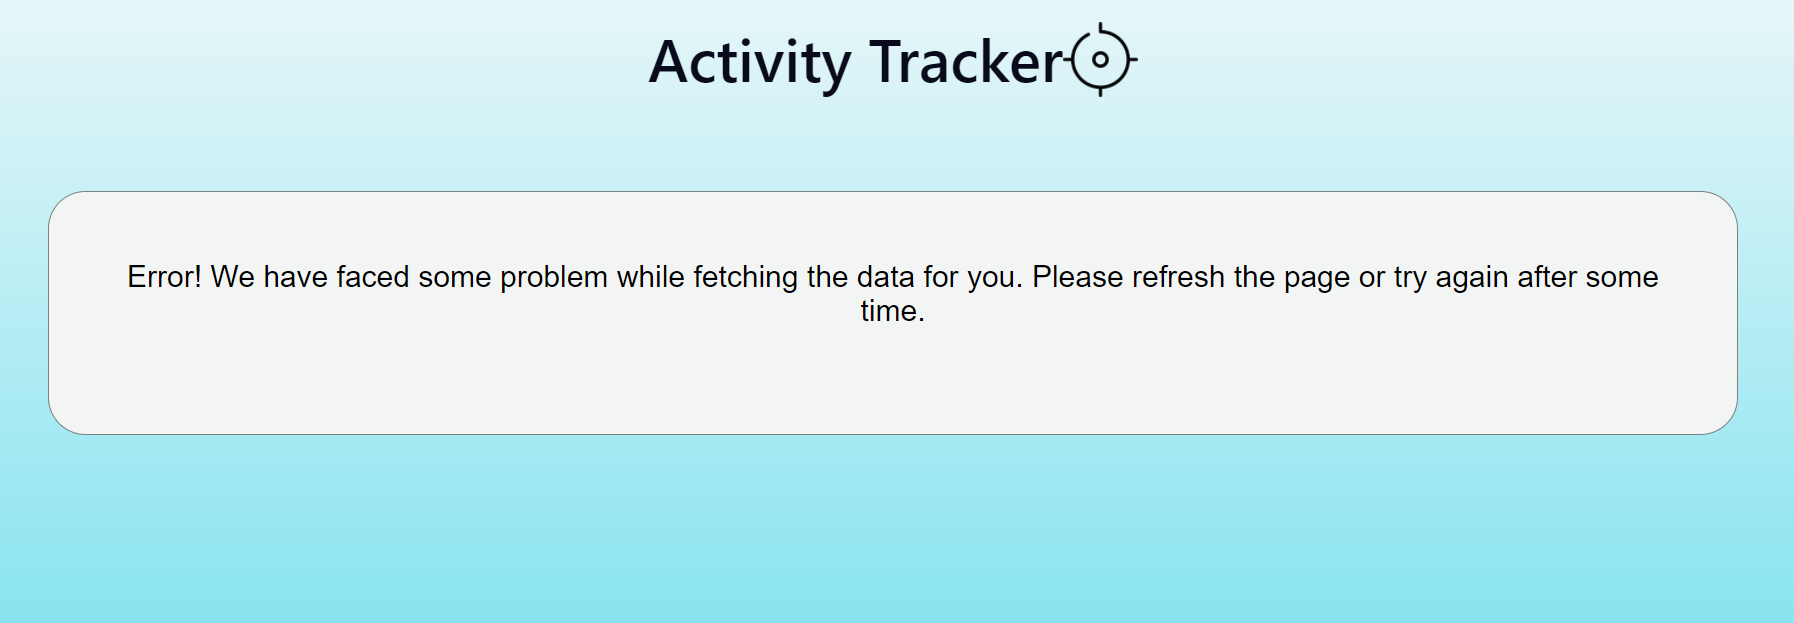 Activity Tracker
Error! We have faced some problem while fetching the data for you. Please refresh the page or try again after some
time.